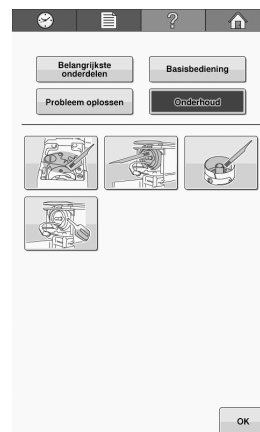 Belangrijkste
onderdelen
Basisbediening
Probleem oplossen
Onderhoud
OK